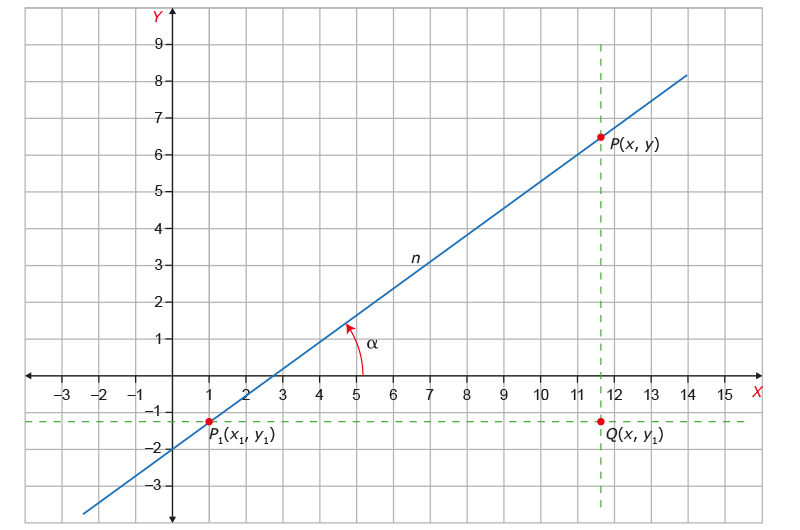 Y
9
8
7
6
5
4
3
2
1
–1
–2
–3
P(x, y)
n
α
–3 –2 –1 1 2 3 4 5 6 7 8 9 10 11 12 13 14 15 X
P₁(x₁, y₁) Q(x, y₁)